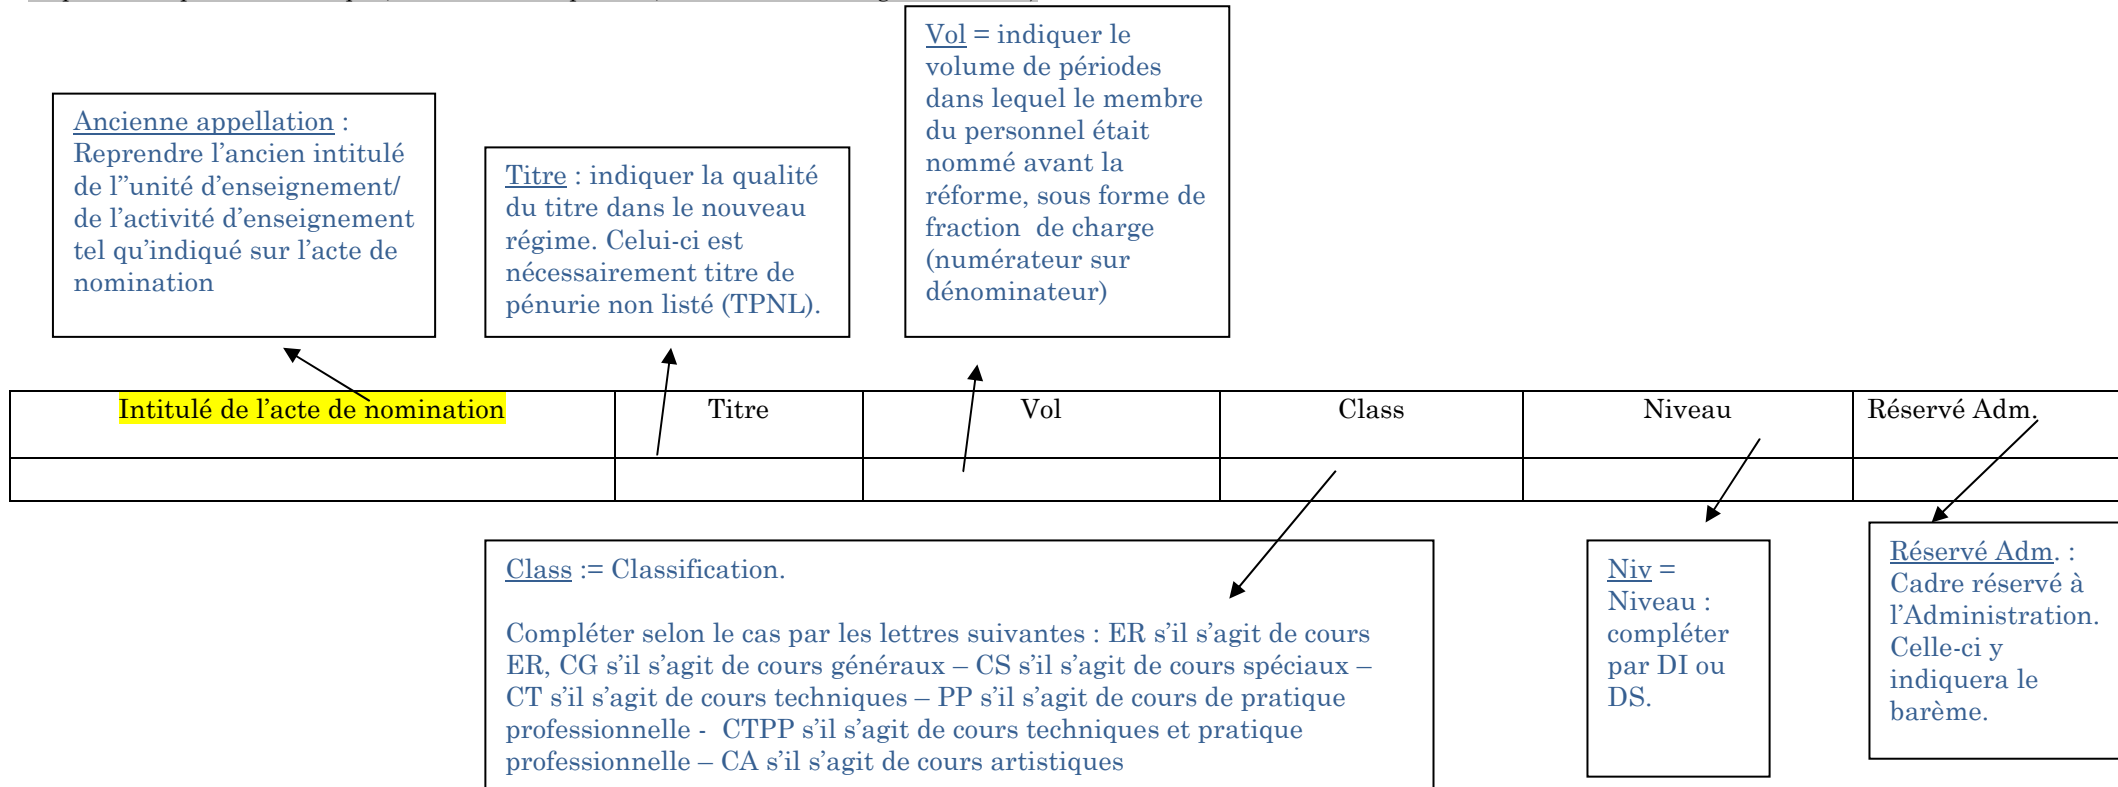 Vol = indiquer le
volume de périodes
dans lequel le membre
du personnel était
nommé avant la
réforme, sous forme de
fraction de charge
(numérateur sur
dénominateur)
Ancienne appellation :
Reprendre l’ancien intitulé
de l’'unité d’enseignement/
de l’activité d’enseignement
tel qu’indiqué sur l’acte de
nomination
Titre : indiquer la qualité
du titre dans le nouveau
régime. Celui-ci est
nécessairement titre de
pénurie non listé (TPNL).
Intitulé de l’acte de nomination Titre Vol Class Niveau Réservé Adm.
Class := Classification.
Compléter selon le cas par les lettres suivantes : ER s’il s’agit de cours
ER, CG s’il s’agit de cours généraux – CS s’il s’agit de cours spéciaux –
CT s’il s’agit de cours techniques – PP s’il s’agit de cours de pratique
professionnelle - CTPP s’il s’agit de cours techniques et pratique
professionnelle – CA s’il s’agit de cours artistiques
Niv =
Niveau :
compléter
par DI ou
DS.
Réservé Adm. :
Cadre réservé à
l’Administration.
Celle-ci y
indiquera le
barème.